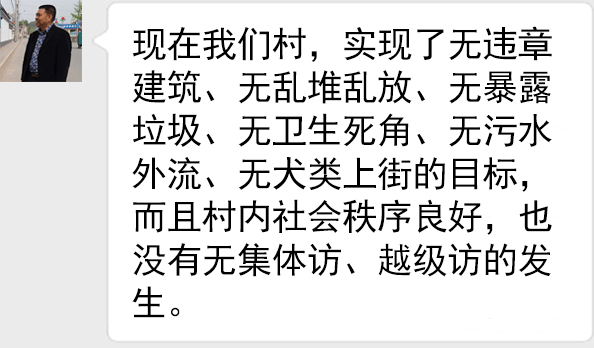 现在我们村，实现了无违章
建筑、无乱堆乱放、无暴露
垃圾、无卫生死角、无污水
外流、无犬类上街的目标，
而且村内社会秩序良好，也
没有无集体访、越级访的发
生。